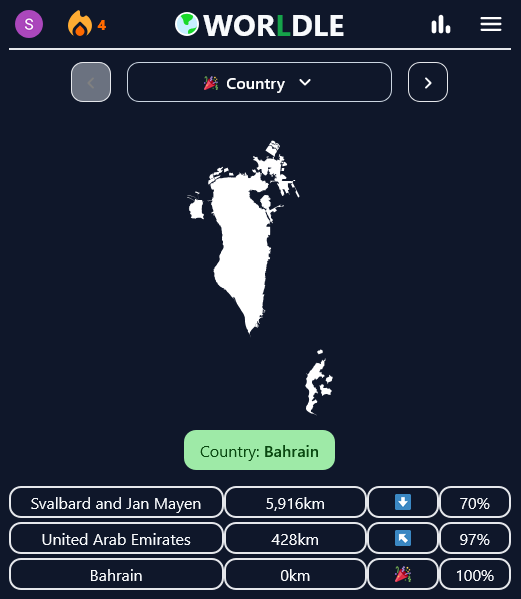 S 4 WORLDLE
🎉 Country
Country: Bahrain
Svalbard and Jan Mayen 5,916km ⬇️ 70%
United Arab Emirates 428km ↖️ 97%
Bahrain 0km 🎉 100%